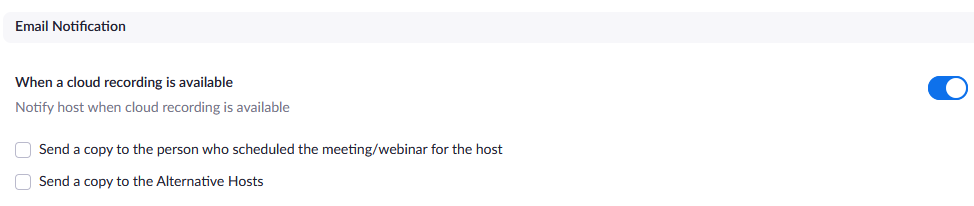 Email Notification
When a cloud recording is available
Notify host when cloud recording is available
Send a copy to the person who scheduled the meeting/webinar for the host
Send a copy to the Alternative Hosts